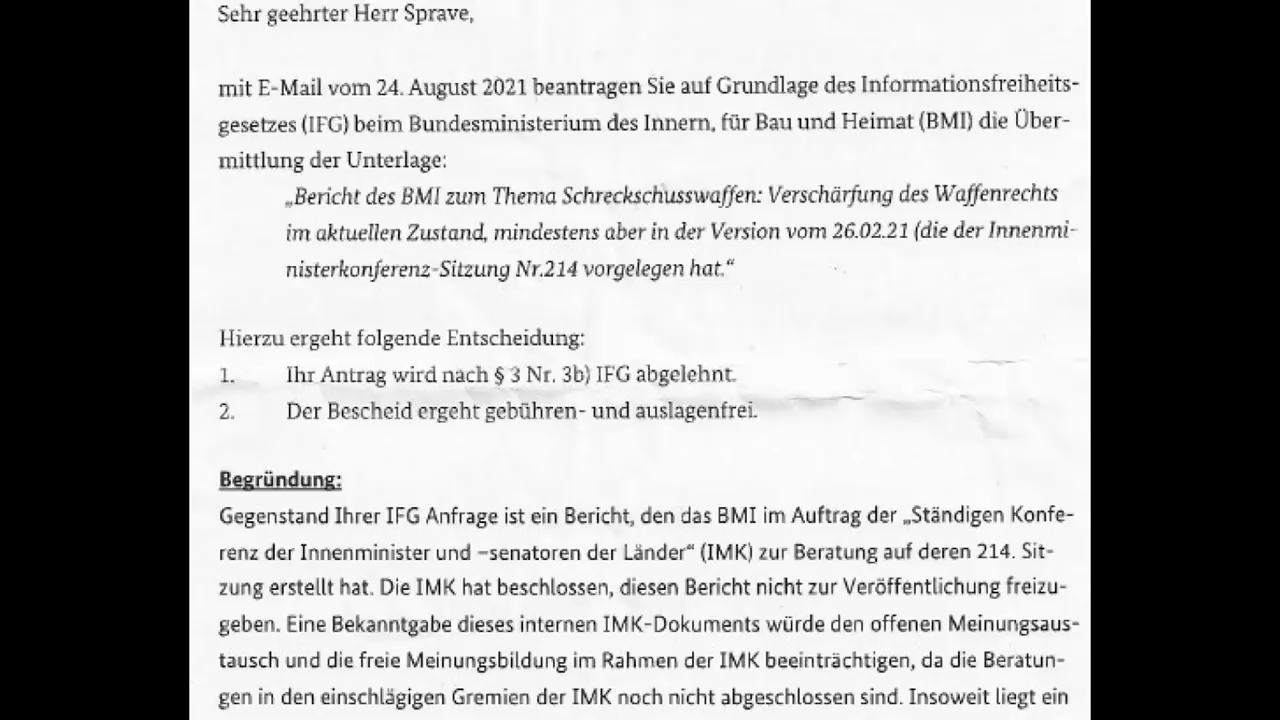 Sehr geehrter Herr Sprave,
mit E-Mail vom 24. August 2021 beantragen Sie auf Grundlage des Informationsfreiheits-
gesetzes (IFG) beim Bundesministerium des Innern, für Bau und Heimat (BMI) die Über-
mittlung der Unterlage:
„Bericht des BMI zum Thema Schreckschusswaffen: Verschärfung des Waffenrechts
im aktuellen Zustand, mindestens aber in der Version vom 26.02.21 (die der Innenmi-
nisterkonferenz-Sitzung Nr.214 vorgelegen hat.“
Hierzu ergeht folgende Entscheidung:
1. Ihr Antrag wird nach § 3 Nr. 3b) IFG abgelehnt.
2. Der Bescheid ergeht gebühren- und auslagenfrei.
Begründung:
Gegenstand Ihrer IFG Anfrage ist ein Bericht, den das BMI im Auftrag der „Ständigen Konfe-
renz der Innenminister und –senatoren der Länder“ (IMK) zur Beratung auf deren 214. Sit-
zung erstellt hat. Die IMK hat beschlossen, diesen Bericht nicht zur Veröffentlichung freizu-
geben. Eine Bekanntgabe dieses internen IMK-Dokuments würde den offenen Meinungsaus-
tausch und die freie Meinungsbildung im Rahmen der IMK beeinträchtigen, da die Beratun-
gen in den einschlägigen Gremien der IMK noch nicht abgeschlossen sind. Insoweit liegt ein